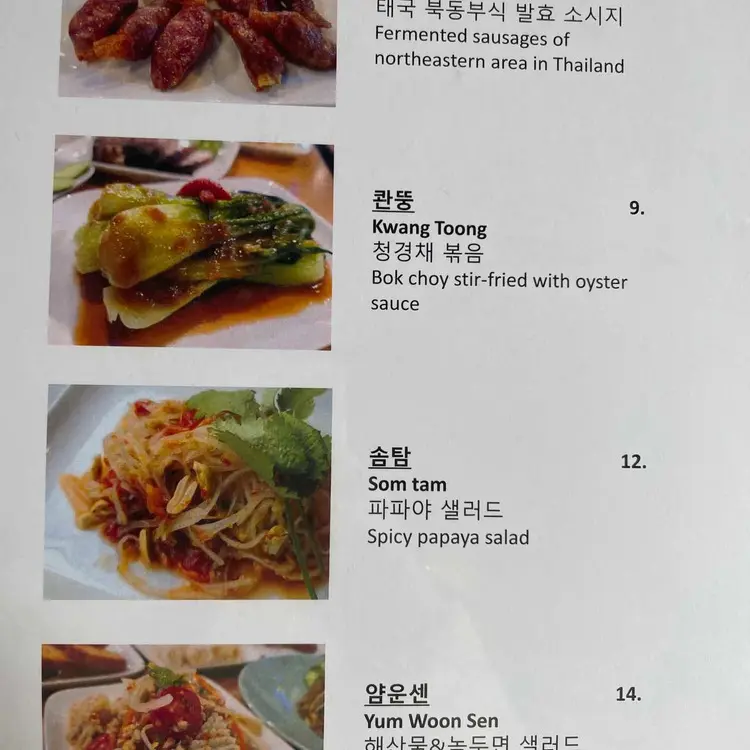 태국 북동부식 발효 소시지
Fermented sausages of
northeastern area in Thailand
콴뚱 9.
Kwang Toong
청경채 볶음
Bok choy stir-fried with oyster
sauce
솜탐 12.
Som tam
파파야 샐러드
Spicy papaya salad
얌운센 14.
Yum Woon Sen
해산물&녹두면 샐러드